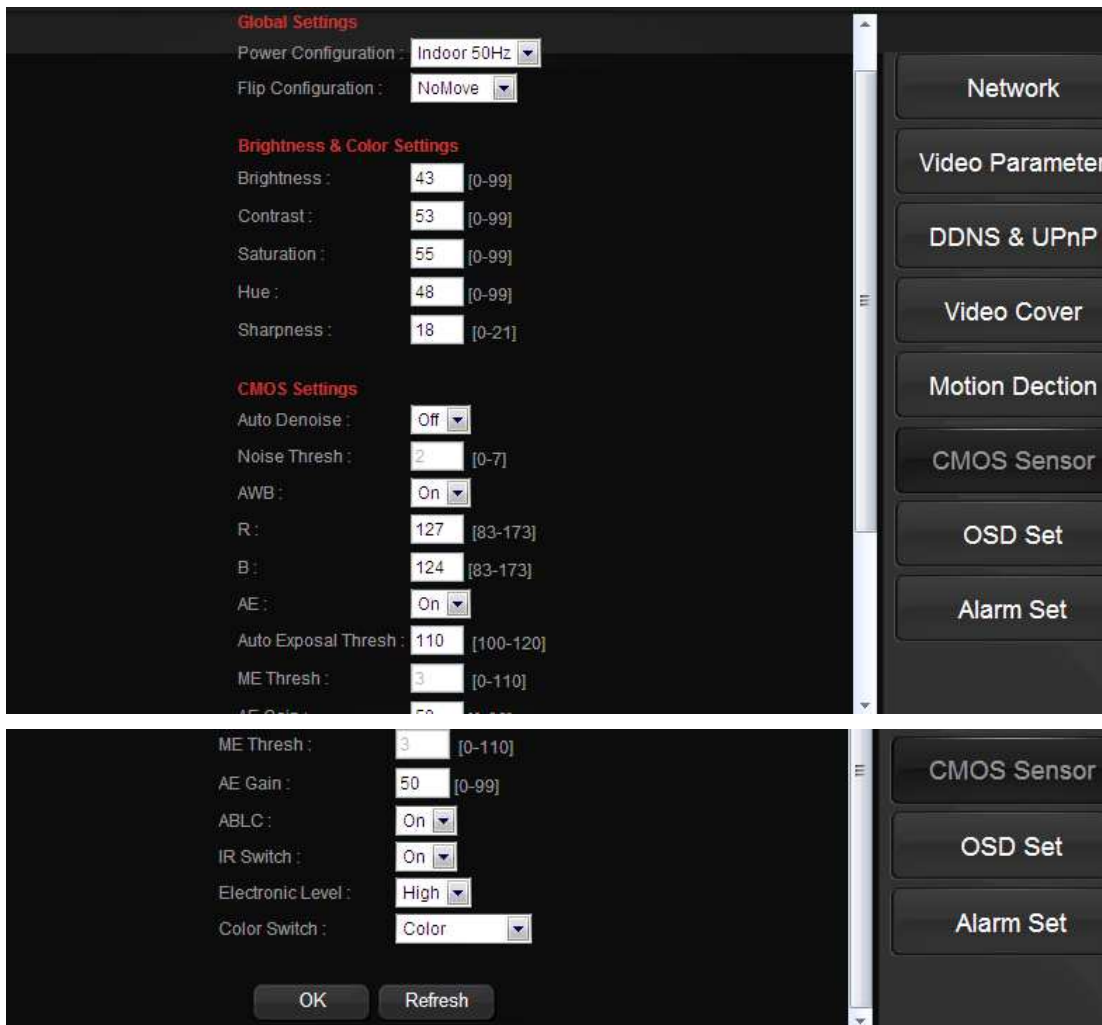 Global Settings
Power Configuration : Indoor 50Hz
Flip Configuration : NoMove
Brightness & Color Settings
Brightness : 43 [0-99]
Contrast : 53 [0-99]
Saturation : 55 [0-99]
Hue : 48 [0-99]
Sharpness : 18 [0-21]
CMOS Settings
Auto Denoise : Off
Noise Thresh : 2 [0-7]
AWB : On
R : 127 [83-173]
B : 124 [83-173]
AE : On
Auto Exposal Thresh : 110 [100-120]
ME Thresh : 3 [0-110]
Network
Video Parameter
DDNS & UPnP
Video Cover
Motion Dection
CMOS Sensor
OSD Set
Alarm Set
ME Thresh : 3 [0-110]
AE Gain : 50 [0-99]
ABLC : On
IR Switch : On
Electronic Level : High
Color Switch : Color
OK Refresh
CMOS Sensor
OSD Set
Alarm Set